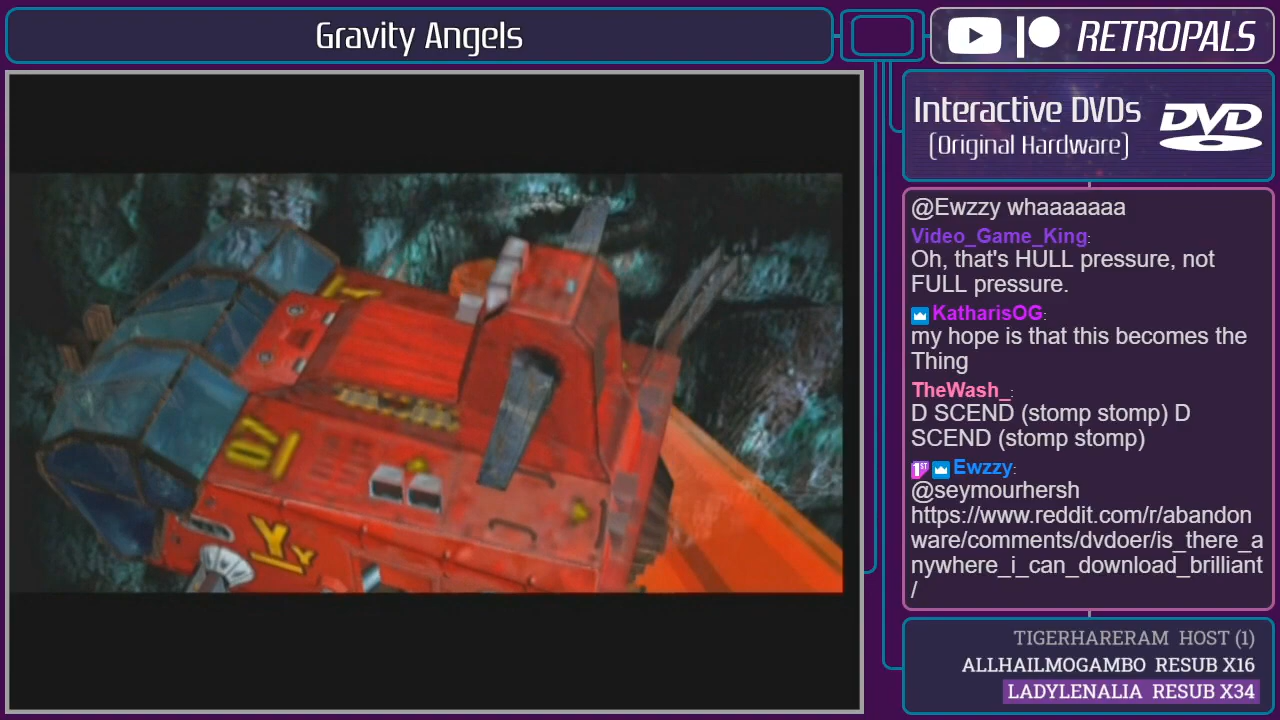 Gravity Angels
RETROPALS
Interactive DVDs
(Original Hardware)
DVD
@Ewzzy whaaaaaaa
Video_Game_King:
Oh, that's HULL pressure, not
FULL pressure.
KatharisOG:
my hope is that this becomes the
Thing
TheWash_:
D SCEND (stomp stomp) D
SCEND (stomp stomp)
1ST Ewzzy:
@seymourhersh
https://www.reddit.com/r/abandon
ware/comments/dvdoer/is_there_a
nywhere_i_can_download_brilliant
/
07
TIGERHARERAM HOST (1)
ALLHAILMOGAMBO RESUB X16
LADYLENALIA RESUB X34